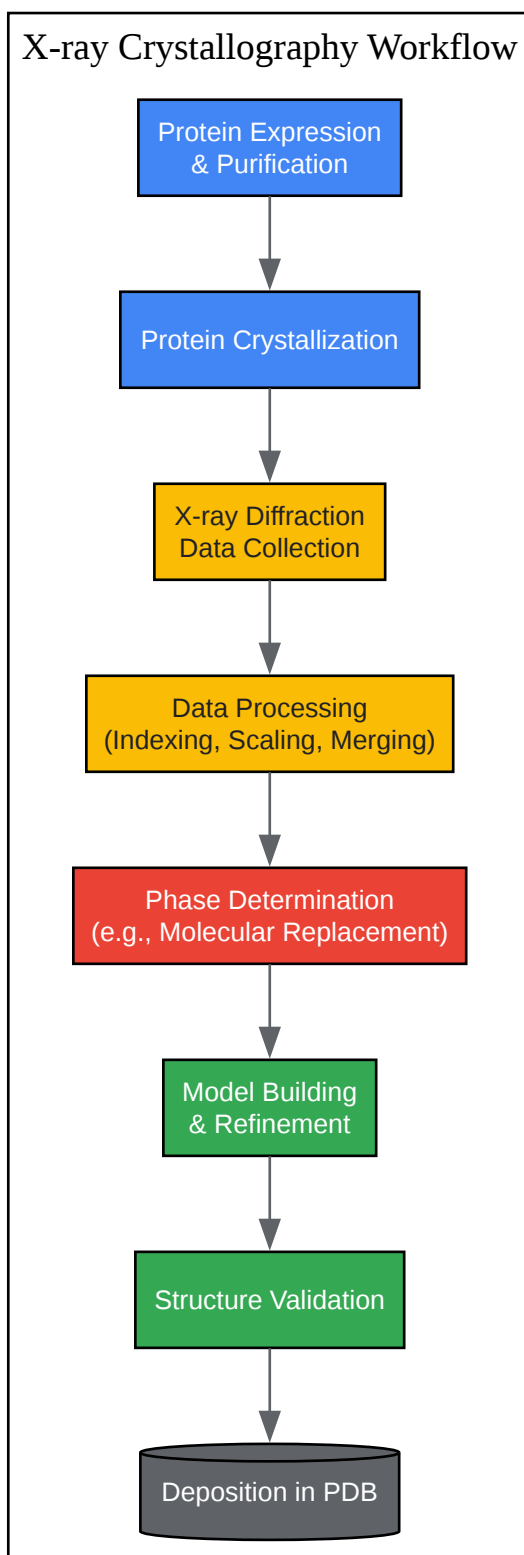 X-ray Crystallography Workflow
Protein Expression
& Purification
Protein Crystallization
X-ray Diffraction
Data Collection
Data Processing
(Indexing, Scaling, Merging)
Phase Determination
(e.g., Molecular Replacement)
Model Building
& Refinement
Structure Validation
Deposition in PDB